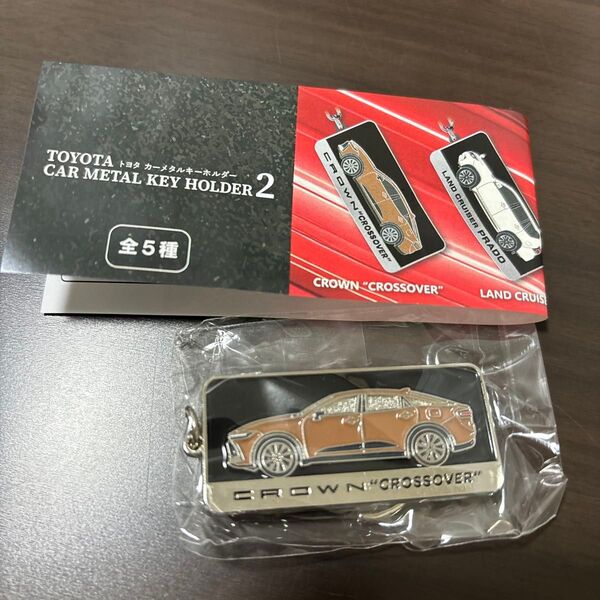 TOYOTA トヨタ カーメタルキーホルダー
CAR METAL KEY HOLDER 2
全5種
CROWN "CROSSOVER"
CROWN "CROSSOVER"
LAND CRUISER PRADO
LAND CRUISE
CROWN "CROSSOVER"